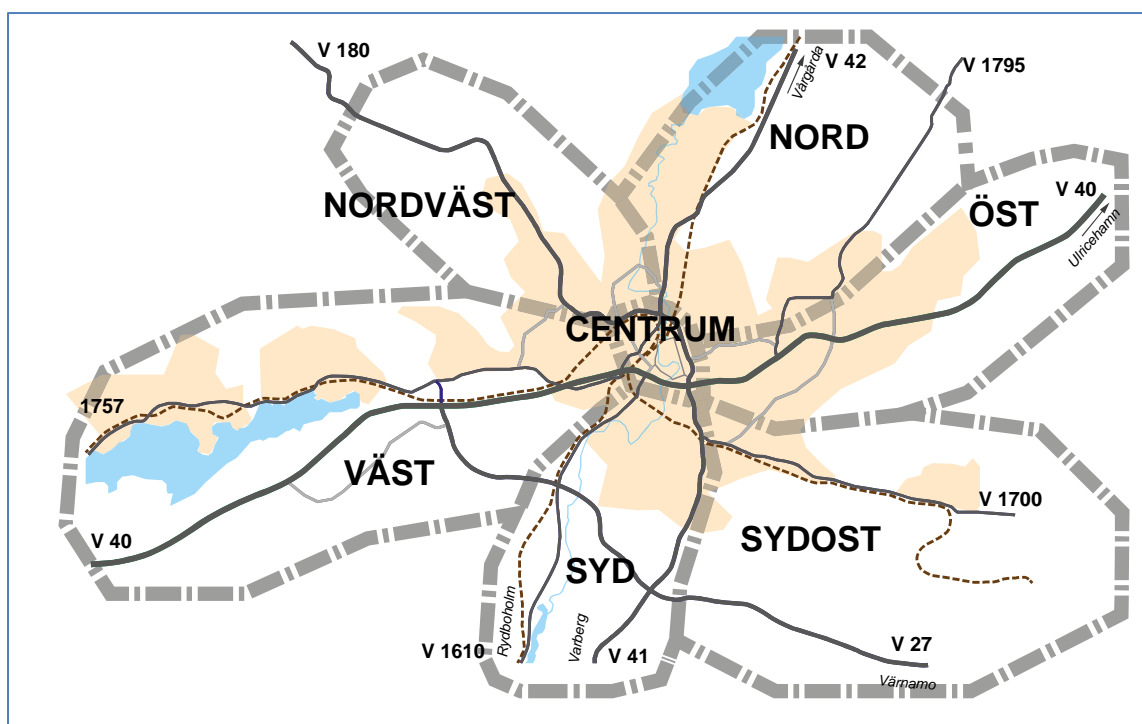 V 180
V 42
V 1795
Vårgårda
NORD
V 40
NORDVÄST
ÖST
Ulricehamn
CENTRUM
1757
VÄST
V 1700
V 40
SYDOST
SYD
Rydboholm
Varberg
V 1610
V 41
V 27
Värnamo